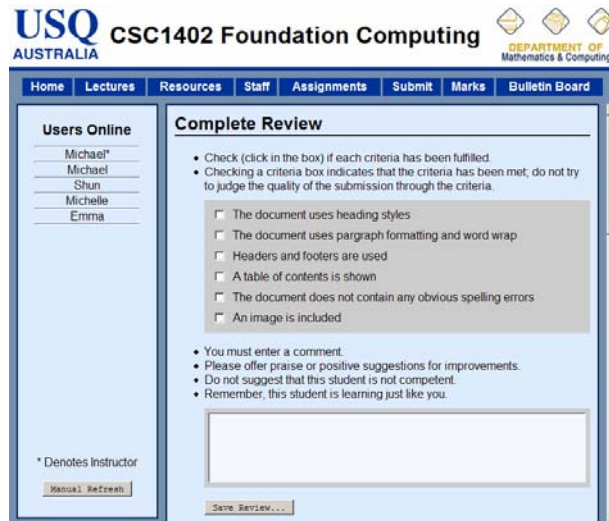 USQ
AUSTRALIA
CSC1402 Foundation Computing
DEPARTMENT OF
Mathematics & Computing
Home Lectures Resources Staff Assignments Submit Marks Bulletin Board
Users Online
Michael*
Michael
Shun
Michelle
Emma
* Denotes Instructor
Manual Refresh
Complete Review
• Check (click in the box) if each criteria has been fulfilled.
• Checking a criteria box indicates that the criteria has been met; do not try
to judge the quality of the submission through the criteria.
The document uses heading styles
The document uses pargraph formatting and word wrap
Headers and footers are used
A table of contents is shown
The document does not contain any obvious spelling errors
An image is included
• You must enter a comment.
• Please offer praise or positive suggestions for improvements.
• Do not suggest that this student is not competent.
• Remember, this student is learning just like you.
Save Review...